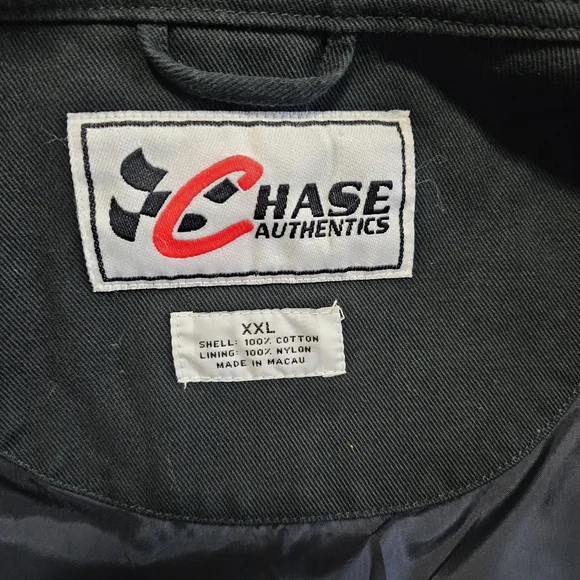 CHASE
AUTHENTICS
XXL
SHELL: 100% COTTON
LINING: 100% NYLON
MADE IN MACAU